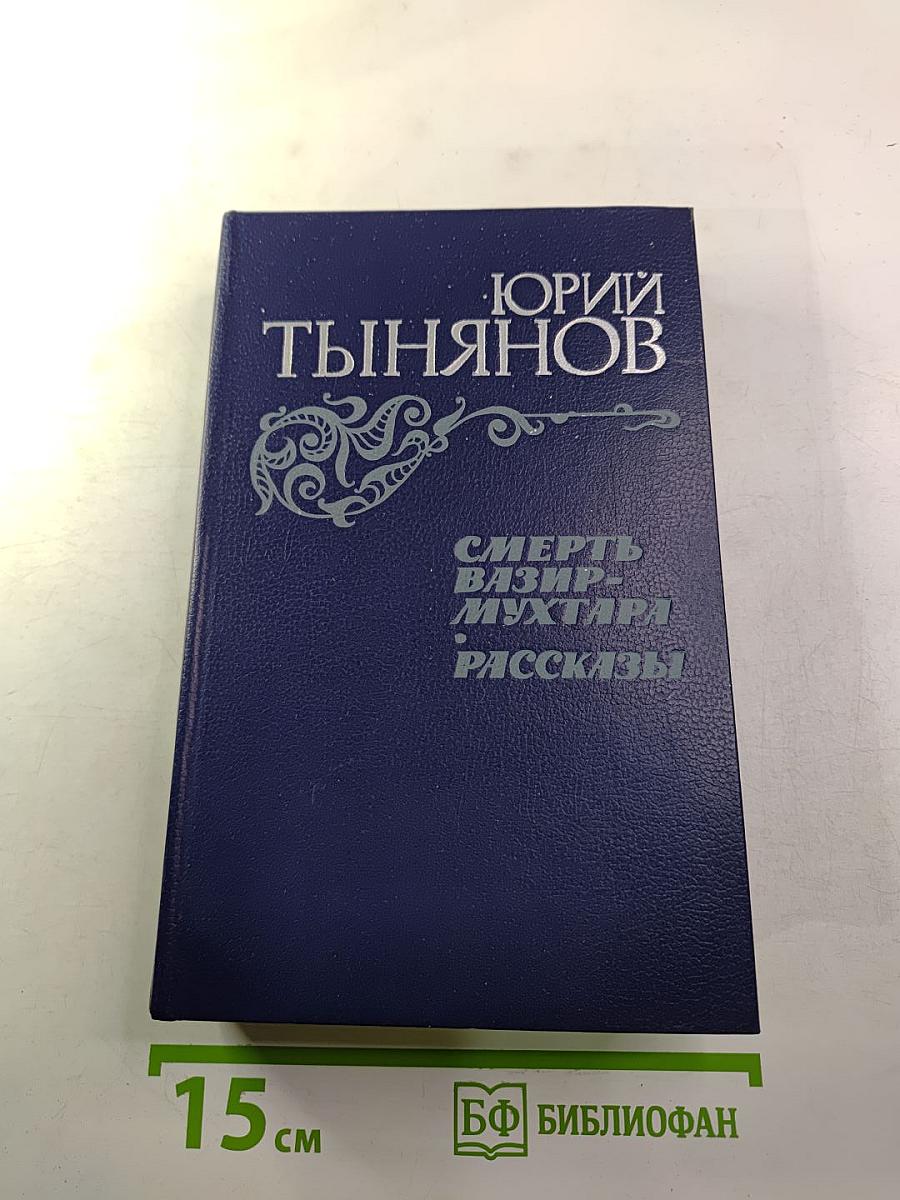 ЮРИЙ
ТЫНЯНОВ
СМЕРТЬ
ВАЗИР-
МУХТАРА
•
РАССКАЗЫ
15 см
БФ БИБЛИОФАН